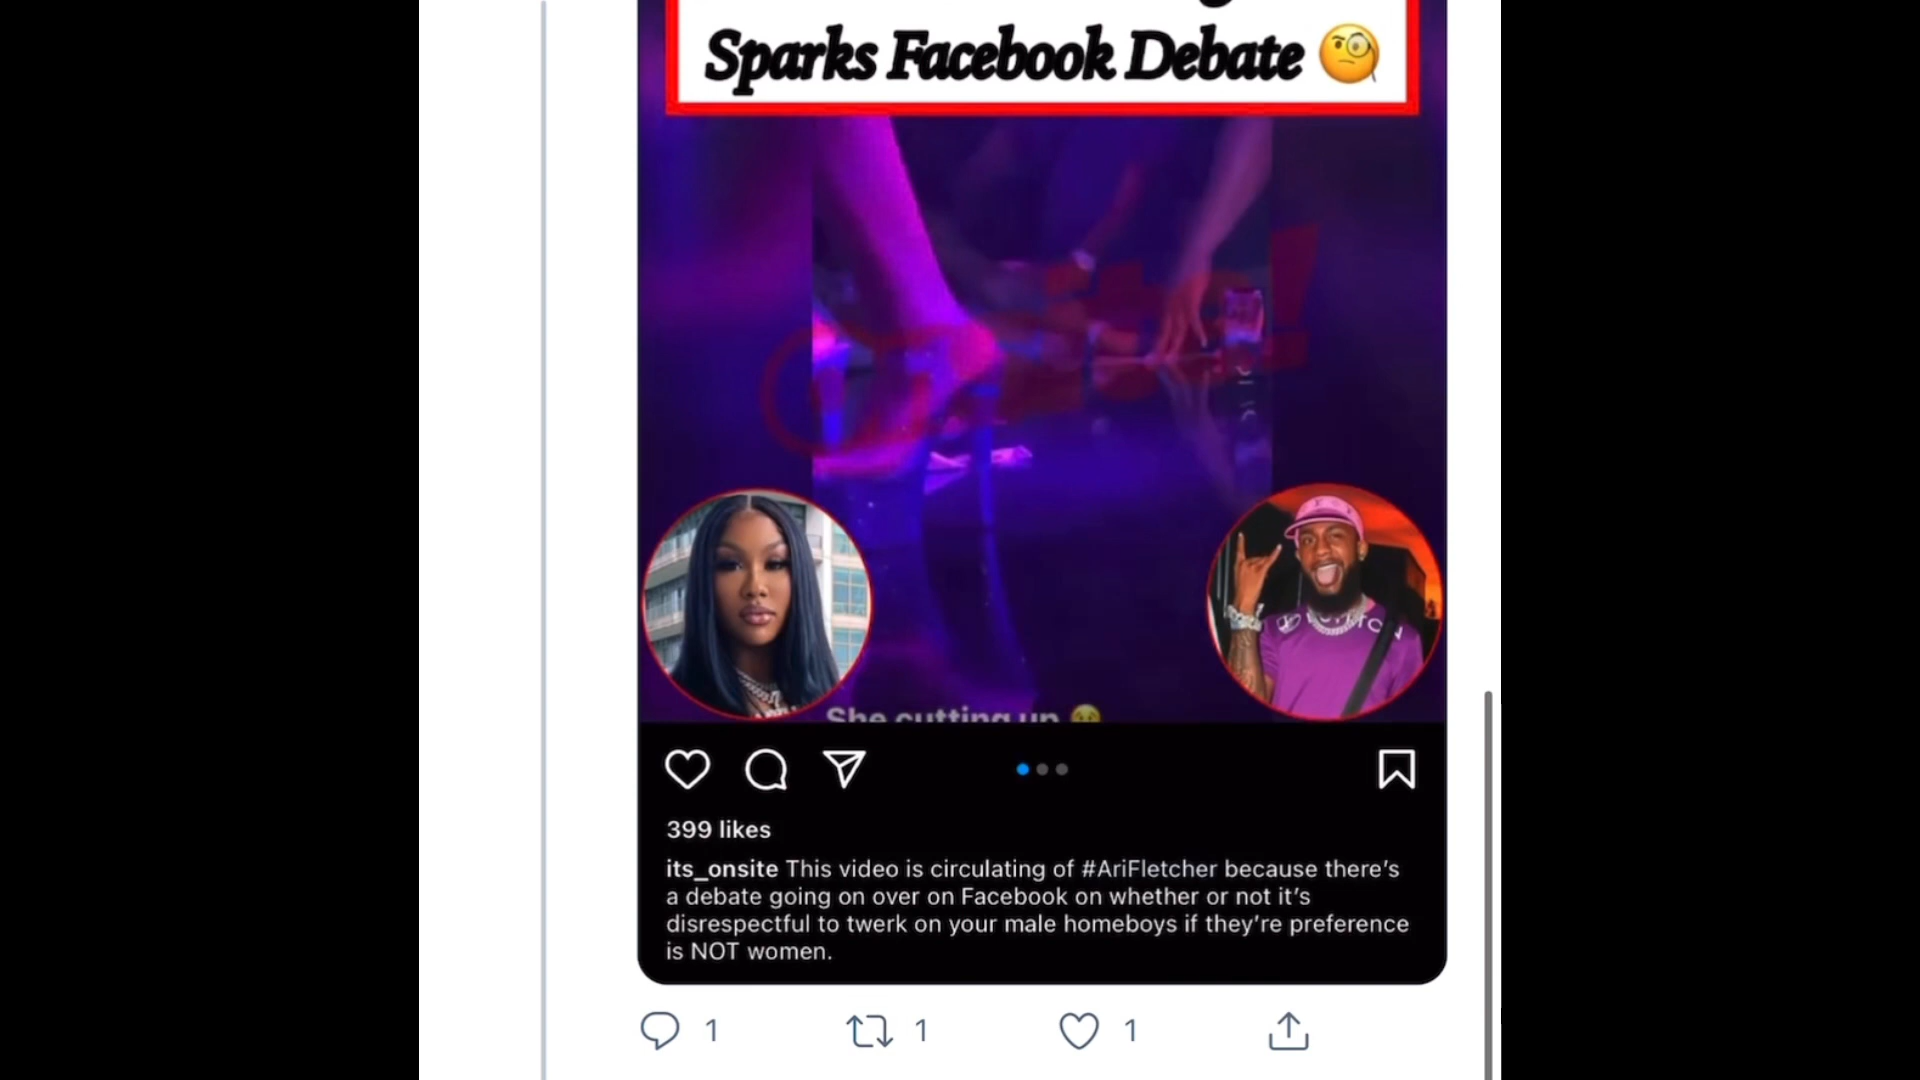 Sparks Facebook Debate 🧐
She cutting up
399 likes
its_onsite This video is circulating of #AriFletcher because there’s
a debate going on over on Facebook on whether or not it’s
disrespectful to twerk on your male homeboys if they’re preference
is NOT women.
1
1
1